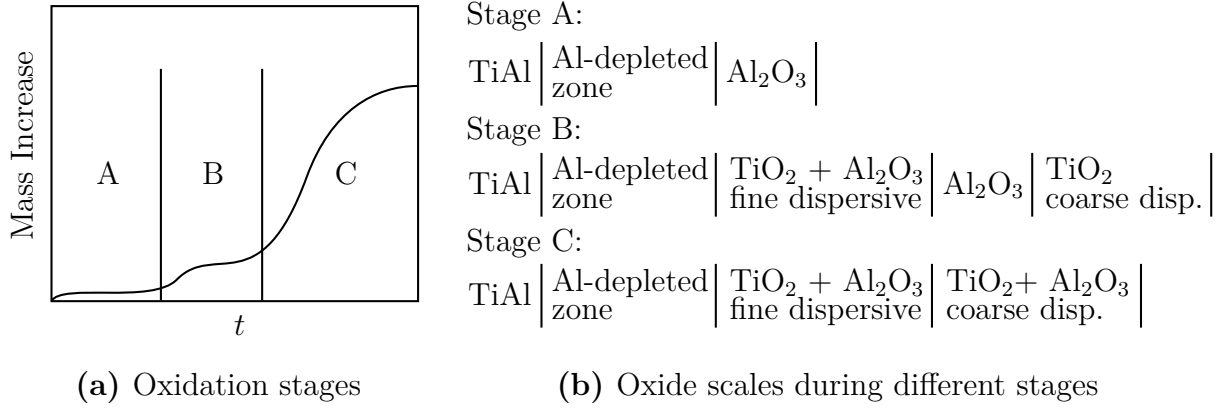 Mass Increase
A
B
C
t
(a) Oxidation stages
Stage A:
TiAl | Al-depleted zone | Al₂O₃ |
Stage B:
TiAl | Al-depleted zone | TiO₂ + Al₂O₃ fine dispersive | Al₂O₃ | TiO₂ coarse disp. |
Stage C:
TiAl | Al-depleted zone | TiO₂ + Al₂O₃ fine dispersive | TiO₂+ Al₂O₃ coarse disp. |
(b) Oxide scales during different stages